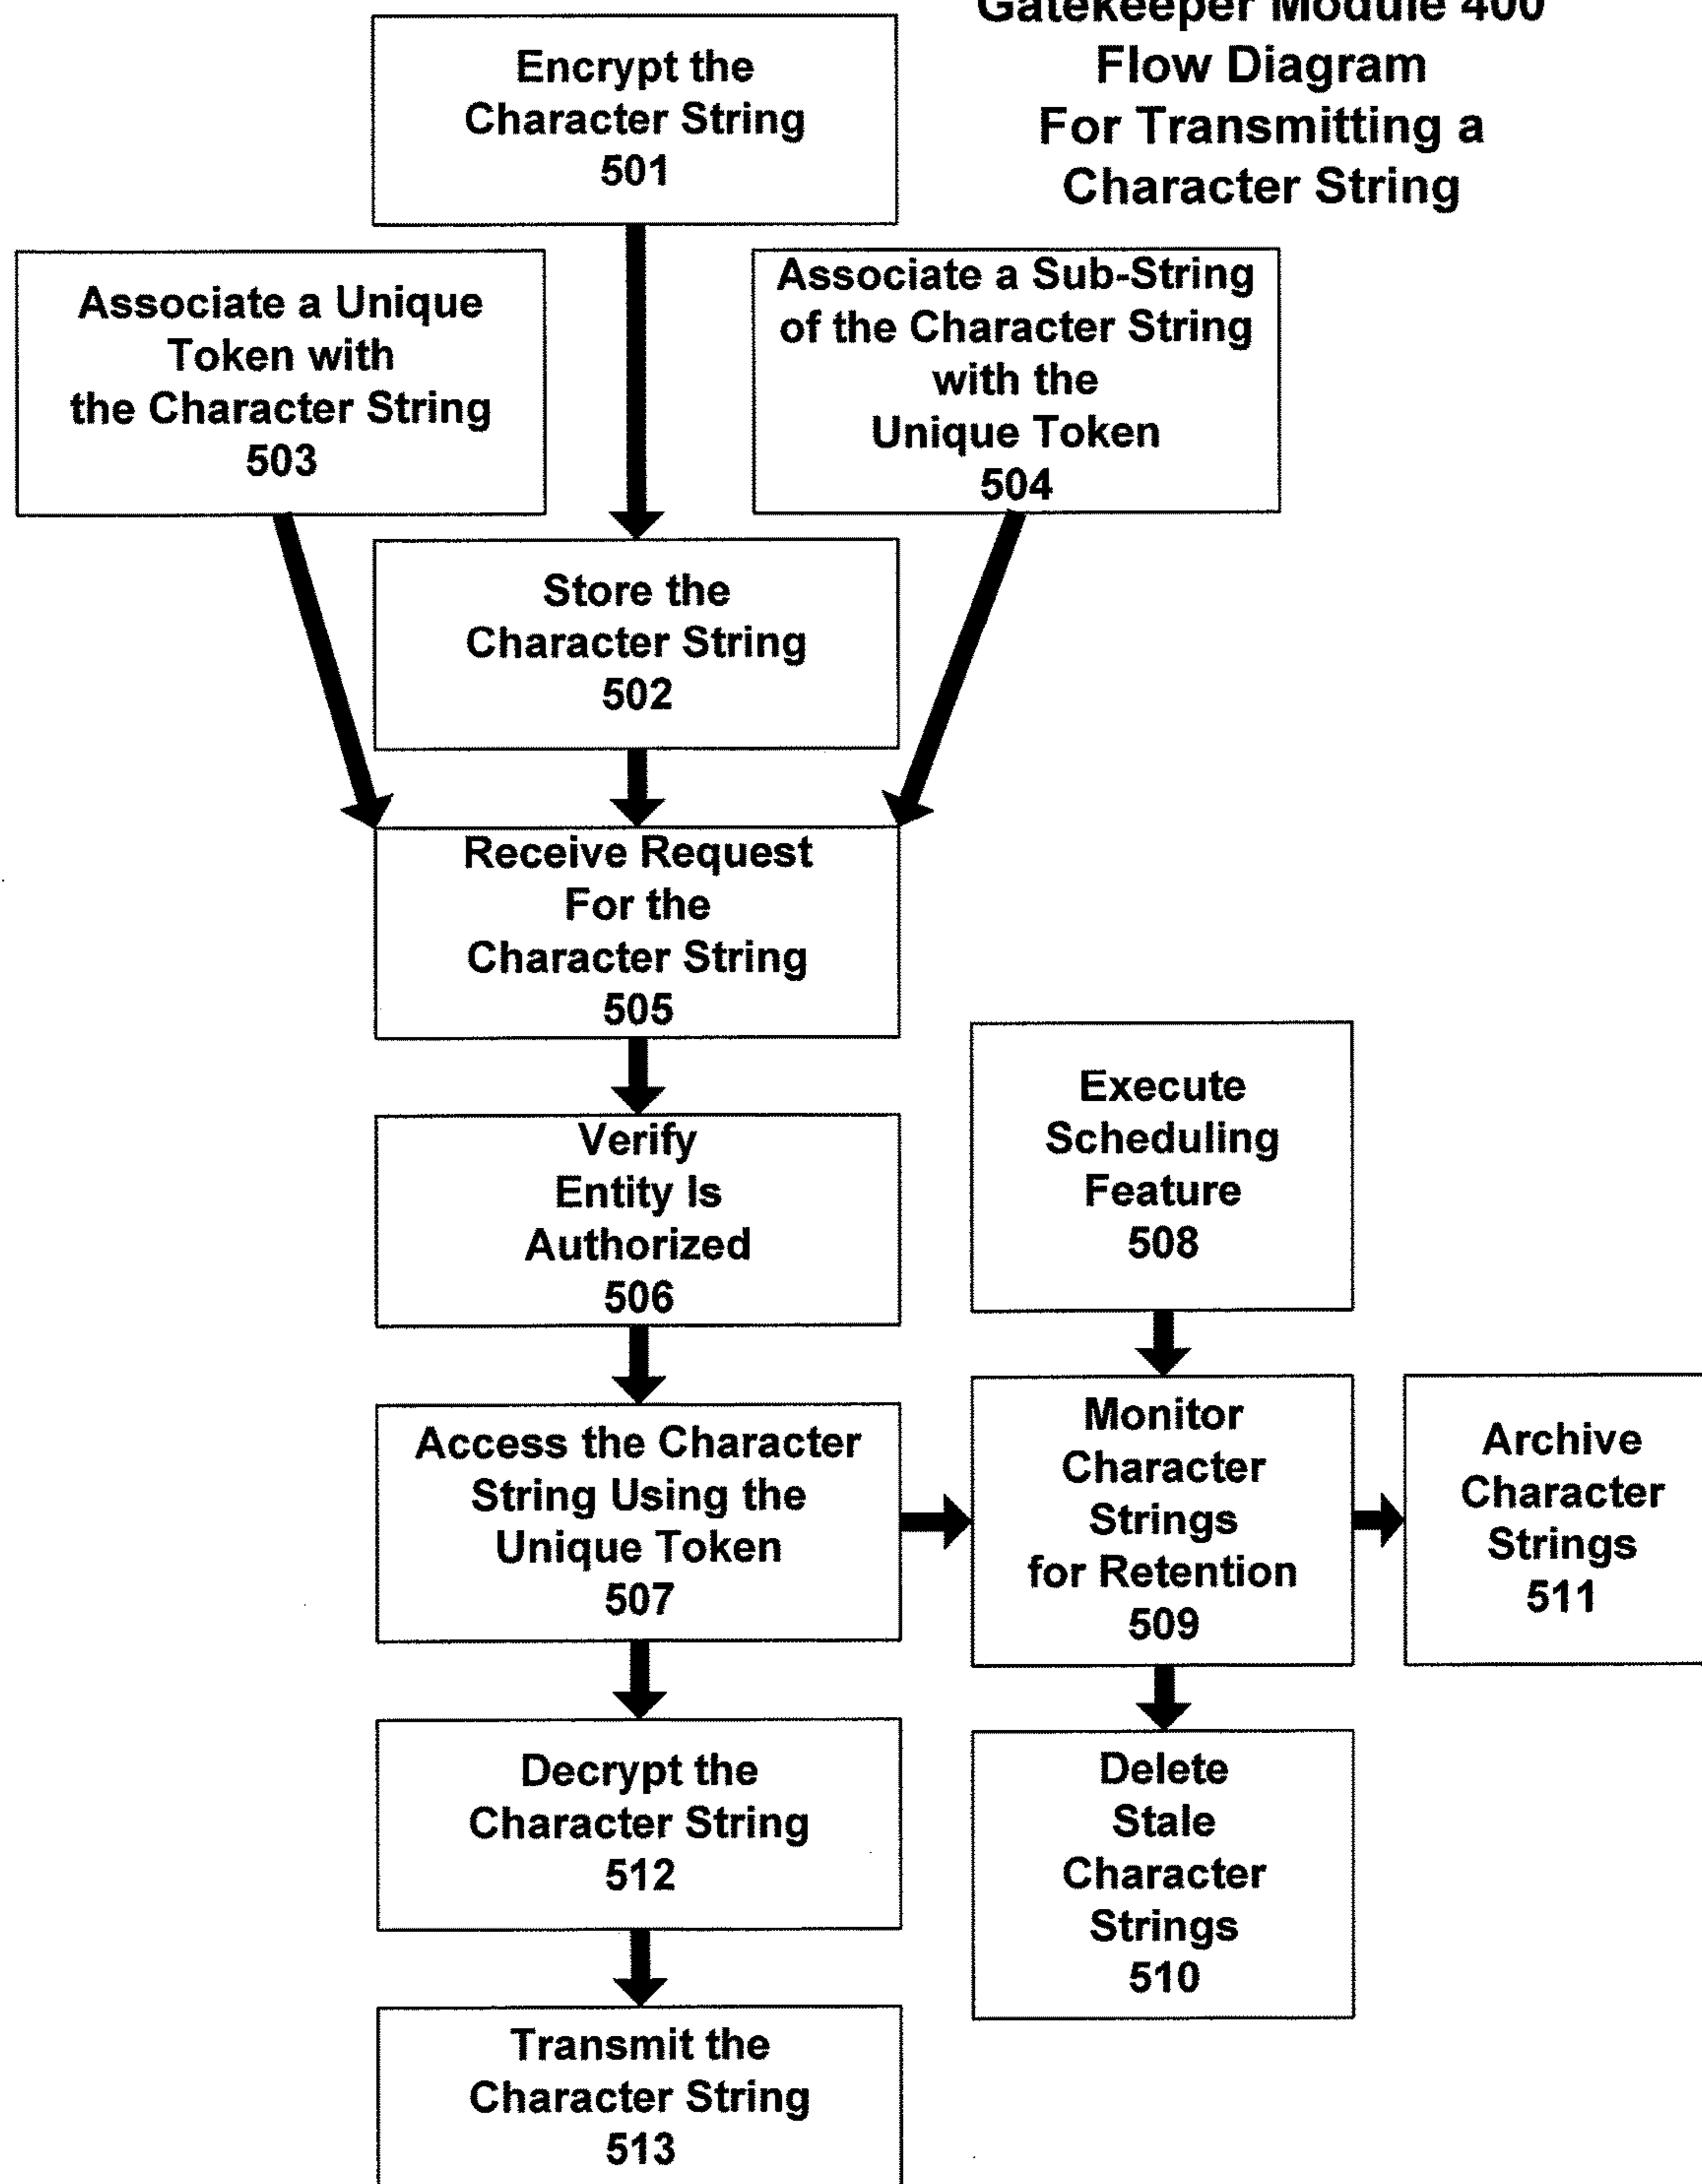 Gatekeeper Module 400
Flow Diagram
For Transmitting a
Character String
Encrypt the
Character String
501
Associate a Unique
Token with
the Character String
503
Associate a Sub-String
of the Character String
with the
Unique Token
504
Store the
Character String
502
Receive Request
For the
Character String
505
Verify
Entity Is
Authorized
506
Execute
Scheduling
Feature
508
Access the Character
String Using the
Unique Token
507
Monitor
Character
Strings
for Retention
509
Archive
Character
Strings
511
Decrypt the
Character String
512
Delete
Stale
Character
Strings
510
Transmit the
Character String
513